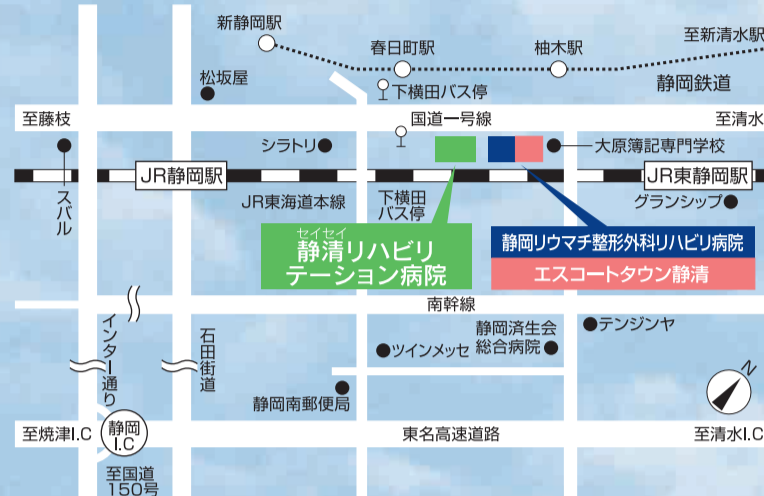 新静岡駅
春日町駅
柚木駅
至新清水駅
松坂屋
下横田バス停
静岡鉄道
至藤枝
国道一号線
至清水
シラトリ
大原簿記専門学校
JR静岡駅
JR東静岡駅
スバル
JR東海道本線
下横田
バス停
グランシップ
セイセイ
静清リハビリ
テーション病院
静岡リウマチ整形外科リハビリ病院
エスコートタウン静清
南幹線
インター通り
石田街道
ツインメッセ
静岡済生会
総合病院
テンジンヤ
静岡南郵便局
N
至焼津I.C
静岡
I.C
東名高速道路
至清水I.C
至国道
150号